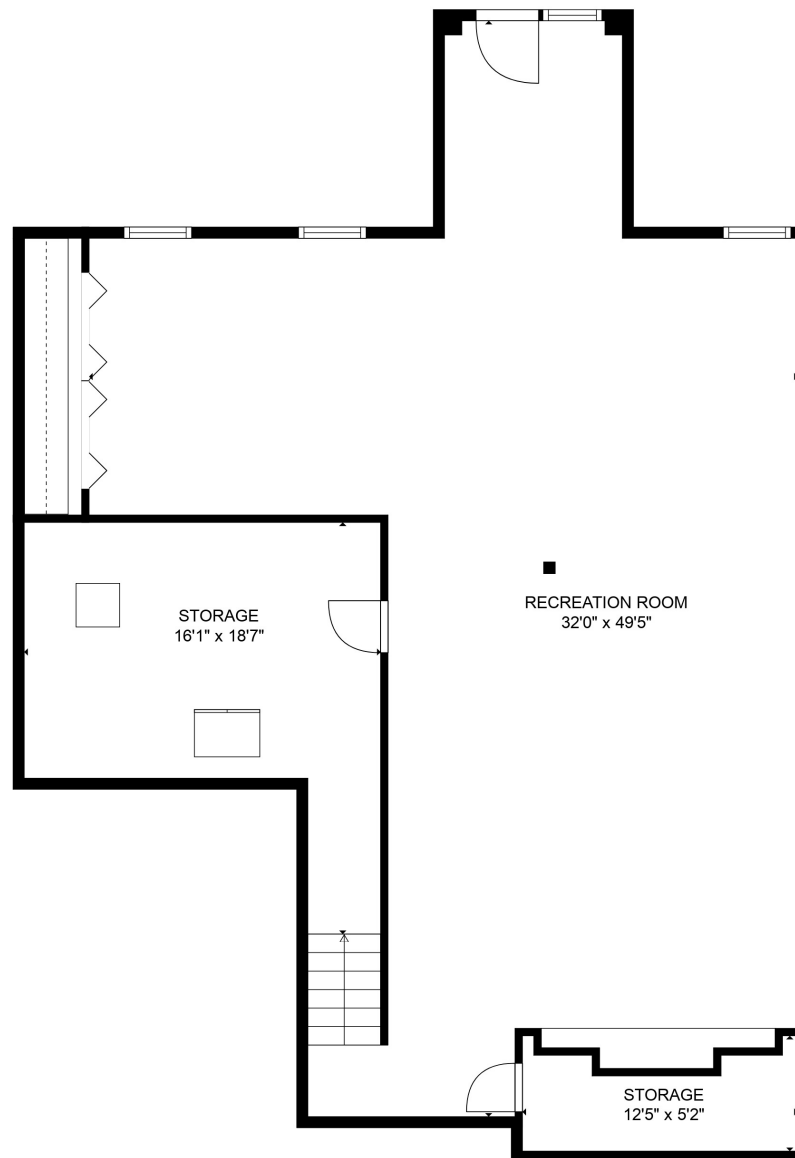 STORAGE
16'1" x 18'7"
RECREATION ROOM
32'0" x 49'5"
STORAGE
12'5" x 5'2"